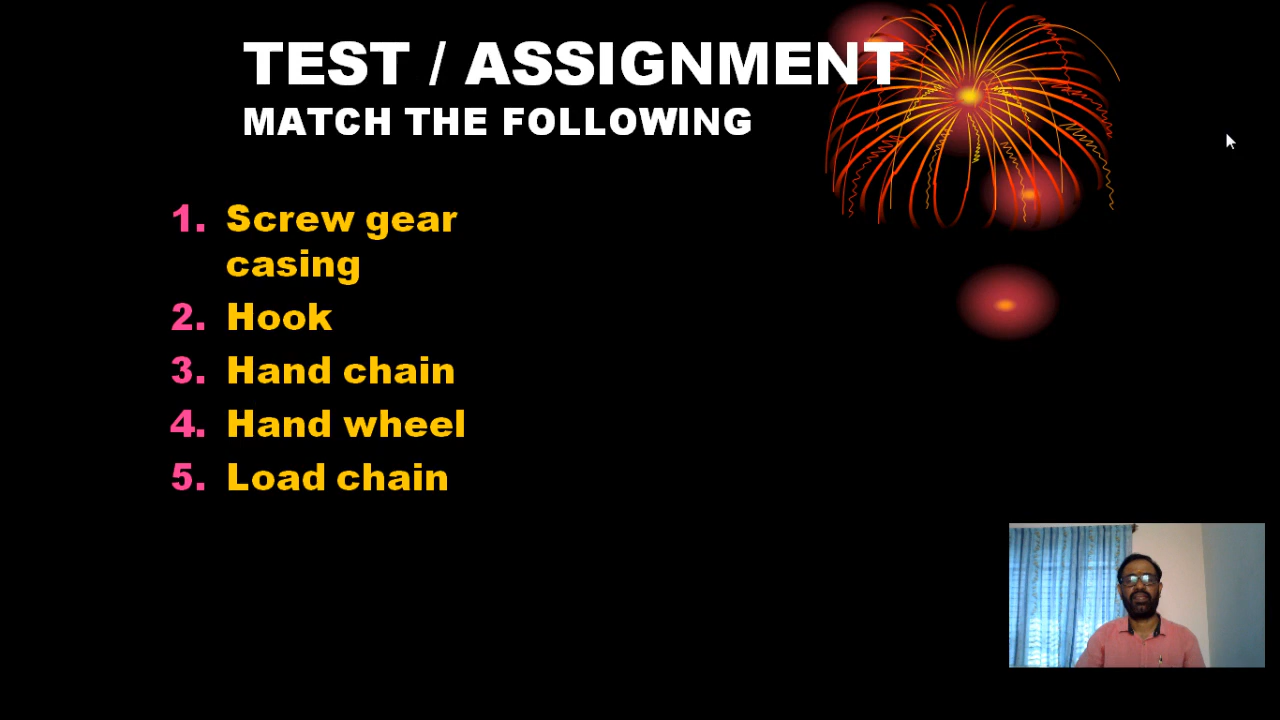 TEST / ASSIGNMENT
MATCH THE FOLLOWING
1. Screw gear
casing
2. Hook
3. Hand chain
4. Hand wheel
5. Load chain